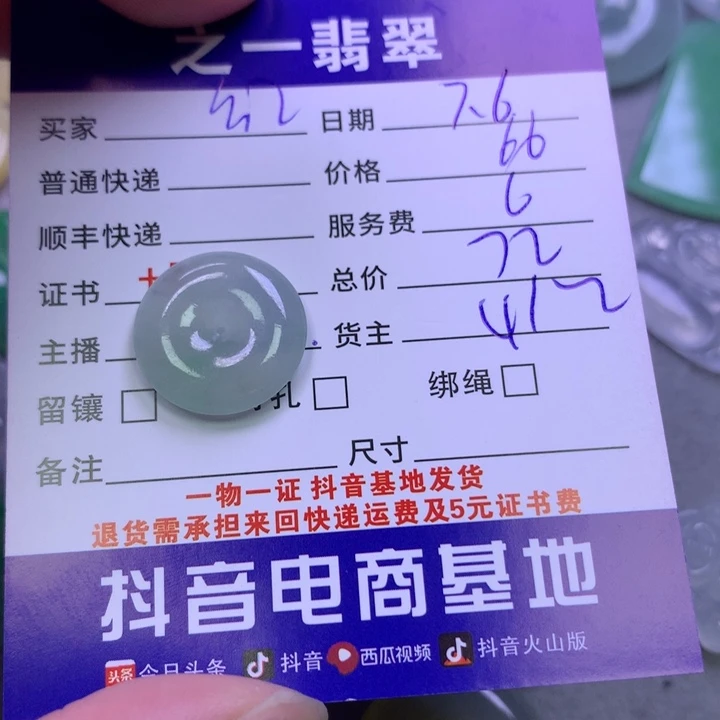 之一翡翠
买家 日期 7.6
普通快递 价格 66
顺丰快递 服务费 6
证书 总价 72
主播 货主
留镶 孔 绑绳
备注 尺寸
一物一证 抖音基地发货
退货需承担来回快递运费及5元证书费
抖音电商基地
头条 今日头条 抖音 西瓜视频 抖音火山版